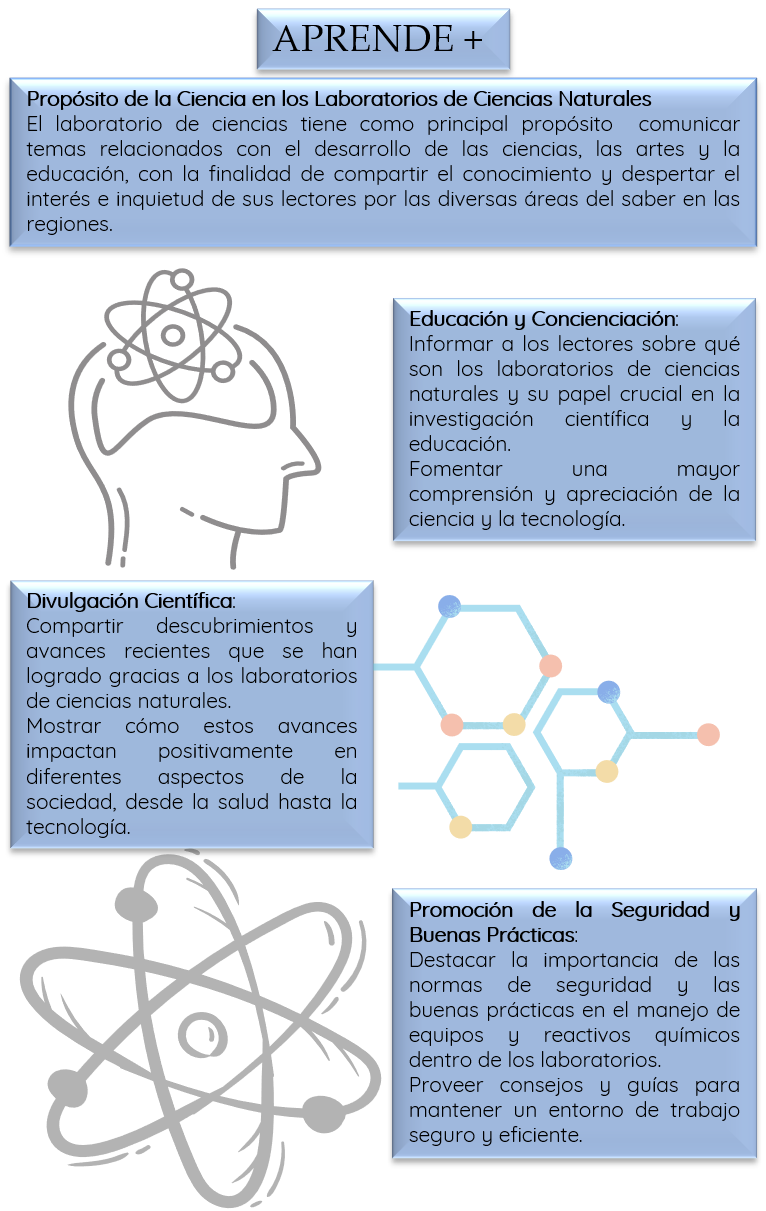 APRENDE +
Propósito de la Ciencia en los Laboratorios de Ciencias Naturales
El laboratorio de ciencias tiene como principal propósito comunicar
temas relacionados con el desarrollo de las ciencias, las artes y la
educación, con la finalidad de compartir el conocimiento y despertar el
interés e inquietud de sus lectores por las diversas áreas del saber en las
regiones.
Educación y Concienciación:
Informar a los lectores sobre qué
son los laboratorios de ciencias
naturales y su papel crucial en la
investigación científica y la
educación.
Fomentar una mayor
comprensión y apreciación de la
ciencia y la tecnología.
Divulgación Científica:
Compartir descubrimientos y
avances recientes que se han
logrado gracias a los laboratorios
de ciencias naturales.
Mostrar cómo estos avances
impactan positivamente en
diferentes aspectos de la
sociedad, desde la salud hasta la
tecnología.
Promoción de la Seguridad y
Buenas Prácticas:
Destacar la importancia de las
normas de seguridad y las
buenas prácticas en el manejo de
equipos y reactivos químicos
dentro de los laboratorios.
Proveer consejos y guías para
mantener un entorno de trabajo
seguro y eficiente.